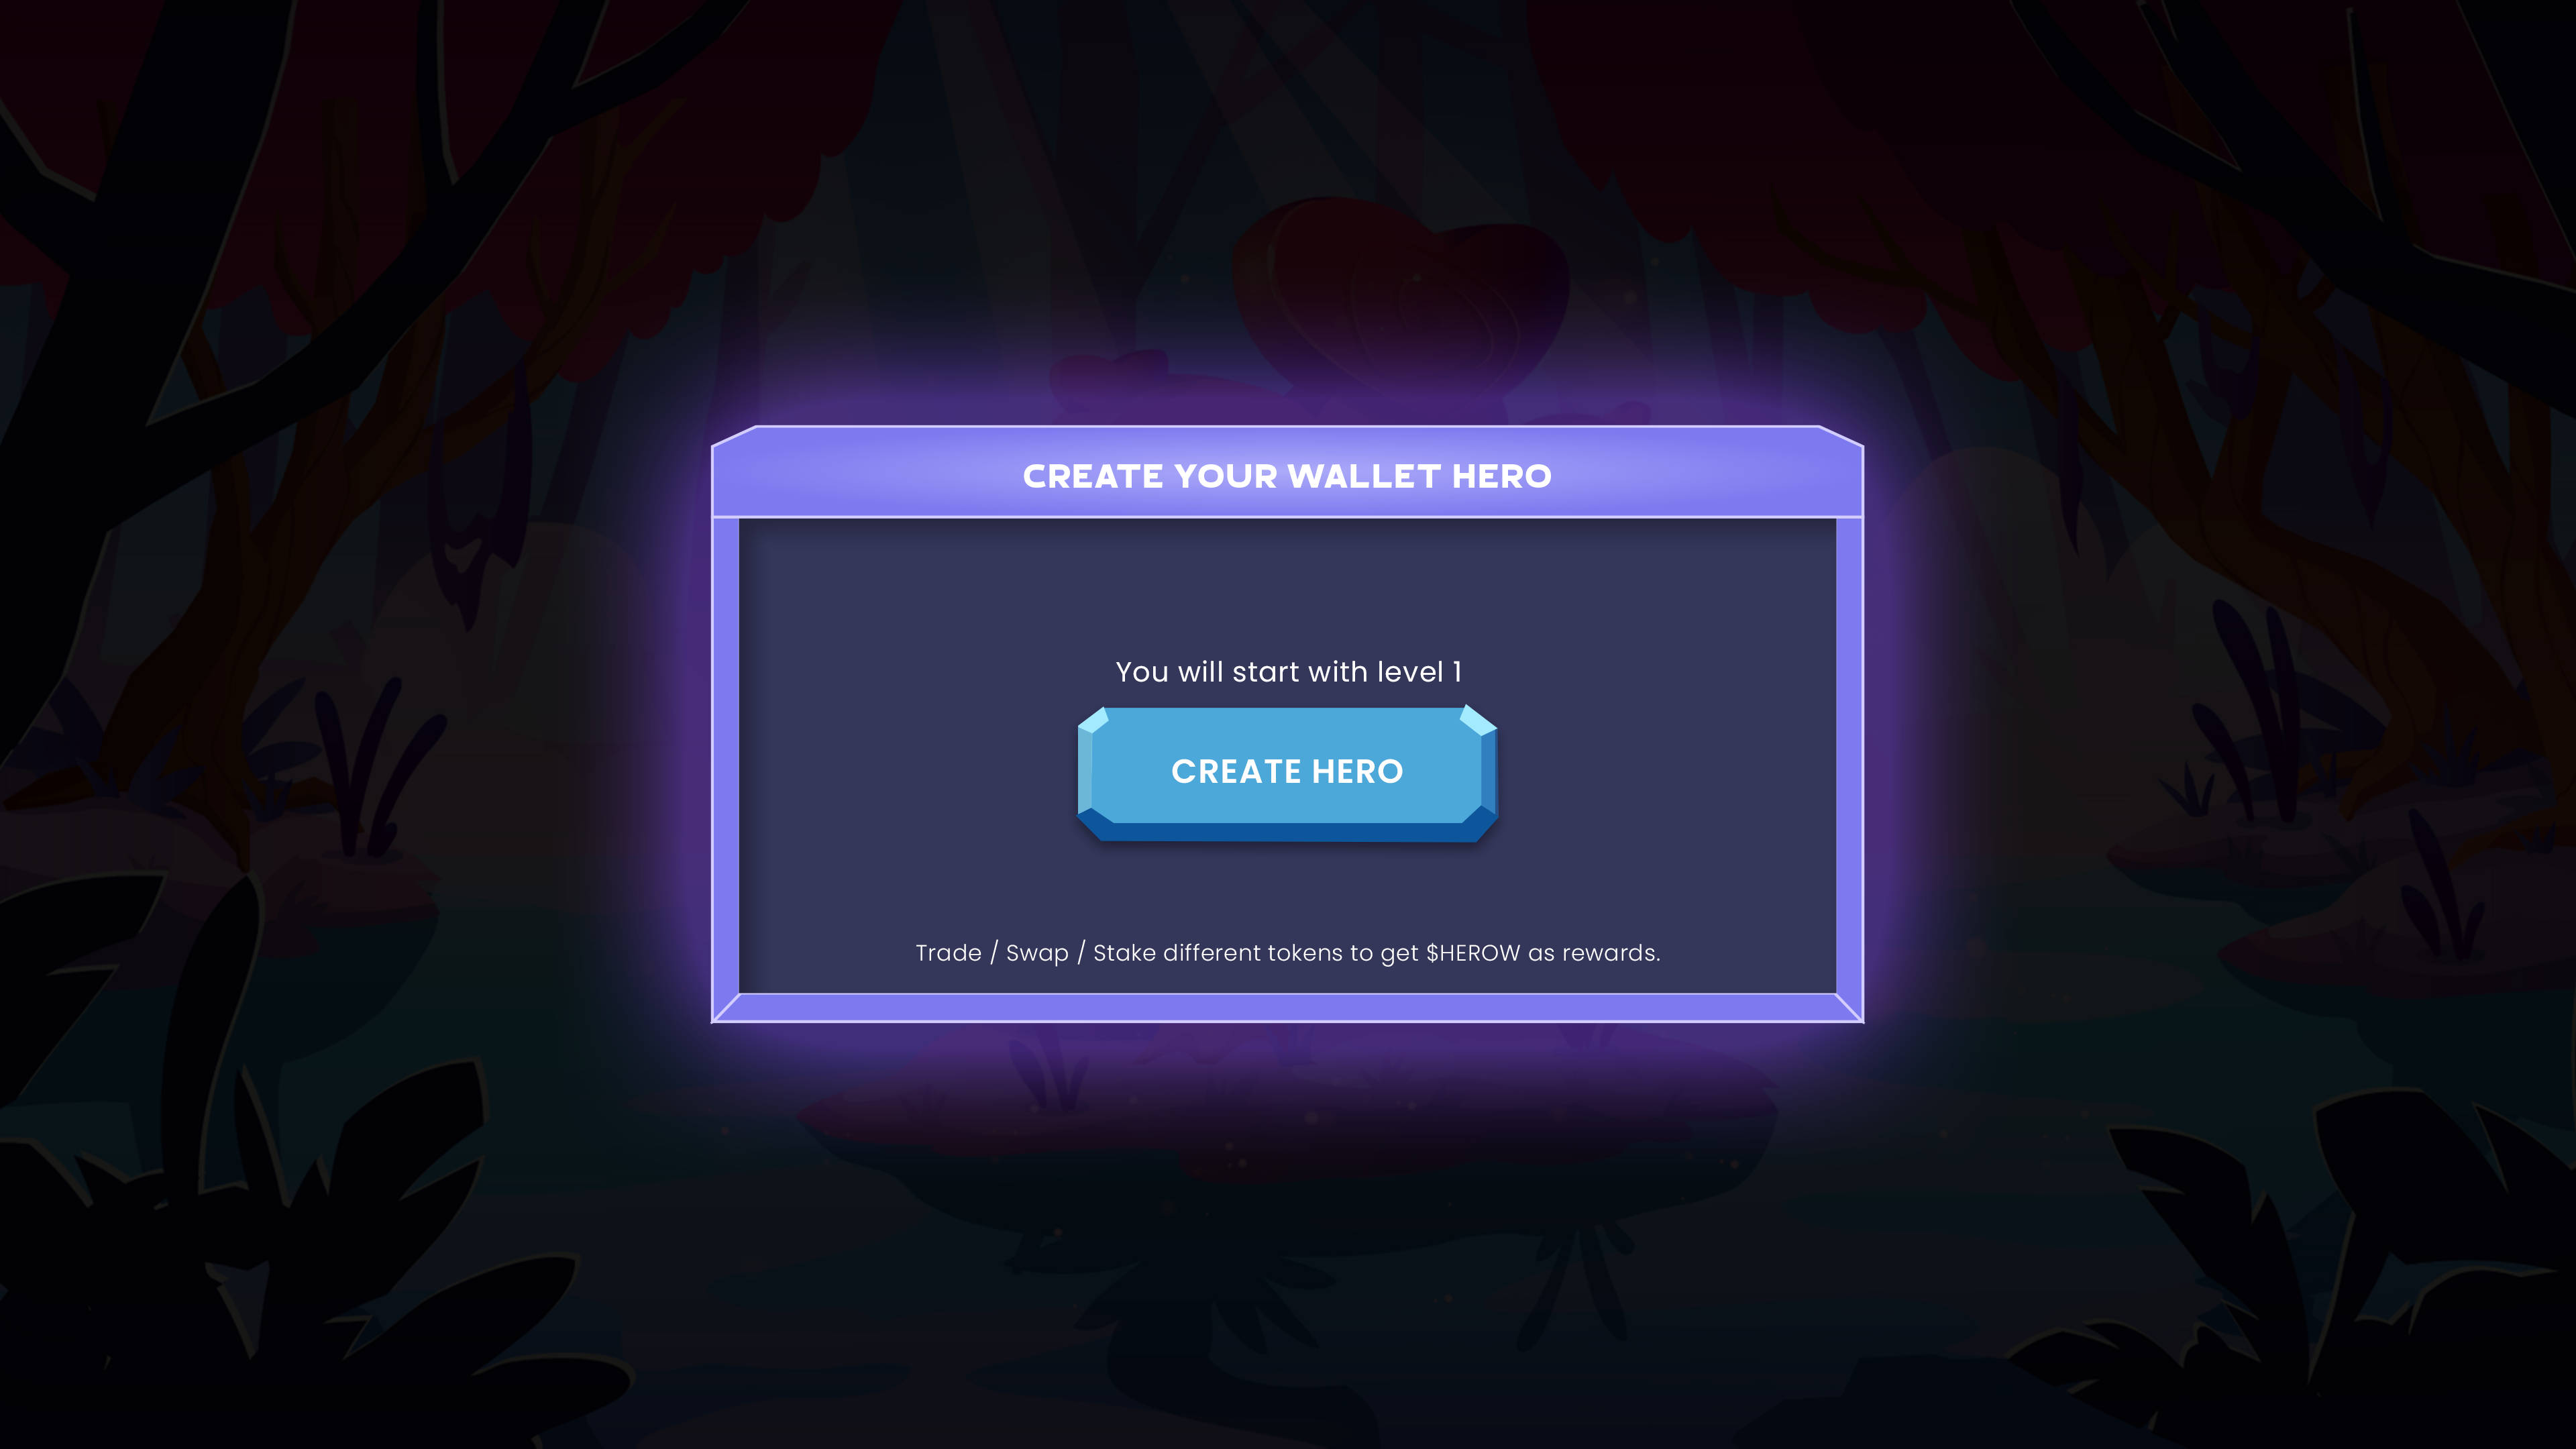 CREATE YOUR WALLET HERO
You will start with level 1
CREATE HERO
Trade / Swap / Stake different tokens to get $HEROW as rewards.